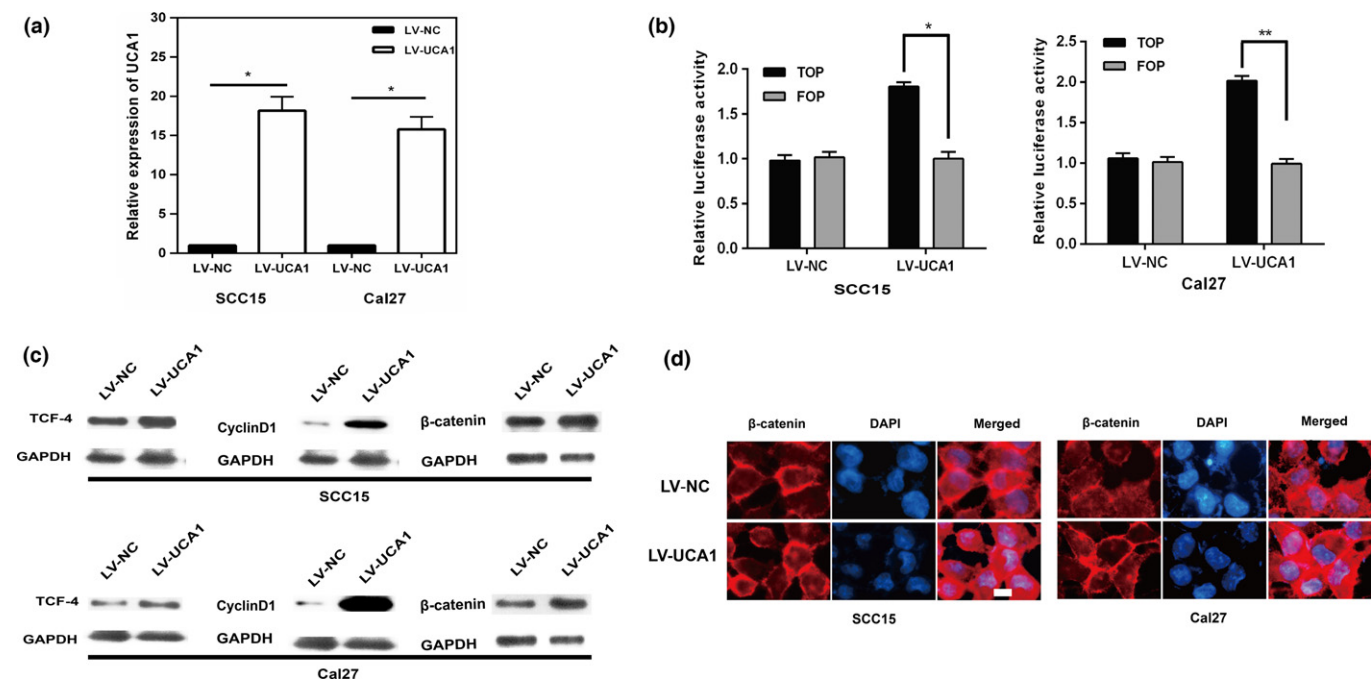 (a)
Relative expression of UCA1
30
25
20
15
10
5
0
LV-NC
LV-UCA1
*
*
LV-NC LV-UCA1 LV-NC LV-UCA1
SCC15 Cal27
(b)
Relative luciferase activity
2.0
1.5
1.0
0.5
0.0
TOP
FOP
*
LV-NC LV-UCA1
SCC15
Relative luciferase activity
2.5
2.0
1.5
1.0
0.5
0.0
TOP
FOP
**
LV-NC LV-UCA1
Cal27
(c)
LV-NC LV-UCA1 LV-NC LV-UCA1 LV-NC LV-UCA1
TCF-4 CyclinD1 β-catenin
GAPDH GAPDH GAPDH
SCC15
LV-NC LV-UCA1 LV-NC LV-UCA1 LV-NC LV-UCA1
TCF-4 CyclinD1 β-catenin
GAPDH GAPDH GAPDH
Cal27
(d)
β-catenin DAPI Merged β-catenin DAPI Merged
LV-NC
LV-UCA1
SCC15 Cal27